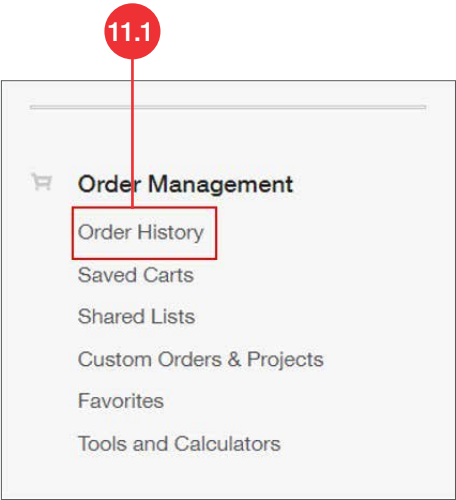 11.1
Order Management
Order History
Saved Carts
Shared Lists
Custom Orders & Projects
Favorites
Tools and Calculators